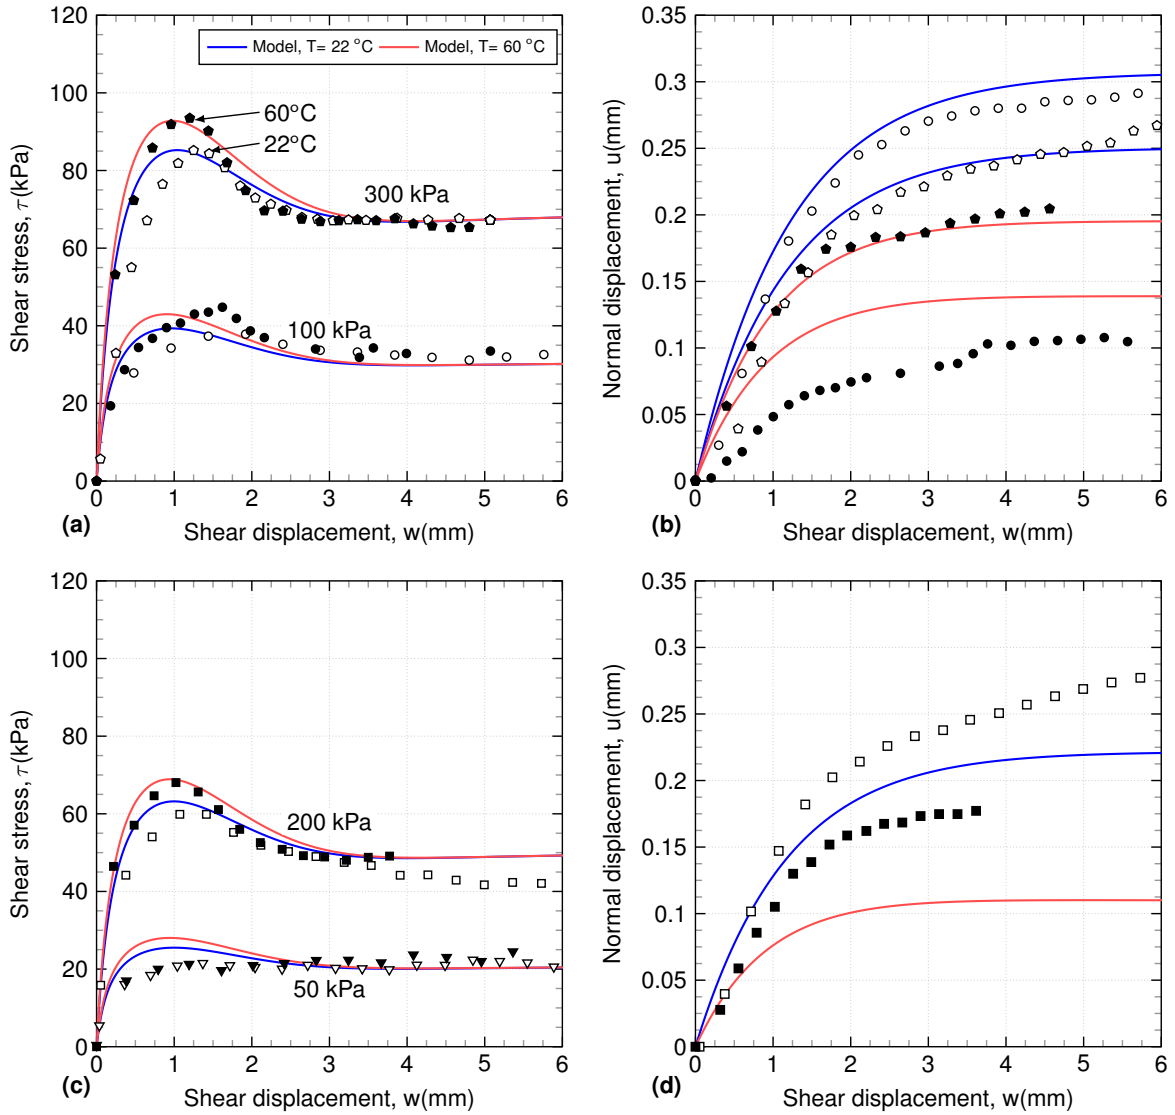 120
100
80
60
40
20
0
0 1 2 3 4 5 6
Shear stress, τ(kPa)
Shear displacement, w(mm)
Model, T= 22 °C
Model, T= 60 °C
60°C
22°C
300 kPa
100 kPa
(a)
0.35
0.3
0.25
0.2
0.15
0.1
0.05
0
0 1 2 3 4 5 6
Normal displacement, u(mm)
Shear displacement, w(mm)
(b)
120
100
80
60
40
20
0
0 1 2 3 4 5 6
Shear stress, τ(kPa)
Shear displacement, w(mm)
200 kPa
50 kPa
(c)
0.35
0.3
0.25
0.2
0.15
0.1
0.05
0
0 1 2 3 4 5 6
Normal displacement, u(mm)
Shear displacement, w(mm)
(d)